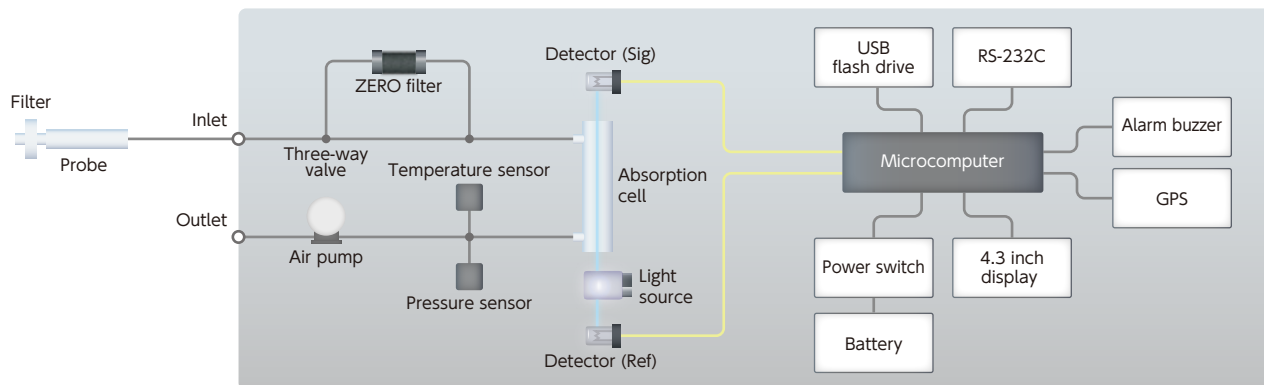 Filter
Probe
Inlet
Outlet
ZERO filter
Three-way
valve
Temperature sensor
Air pump
Pressure sensor
Detector (Sig)
Absorption
cell
Light
source
Detector (Ref)
USB
flash drive
RS-232C
Microcomputer
Alarm buzzer
GPS
Power switch
4.3 inch
display
Battery